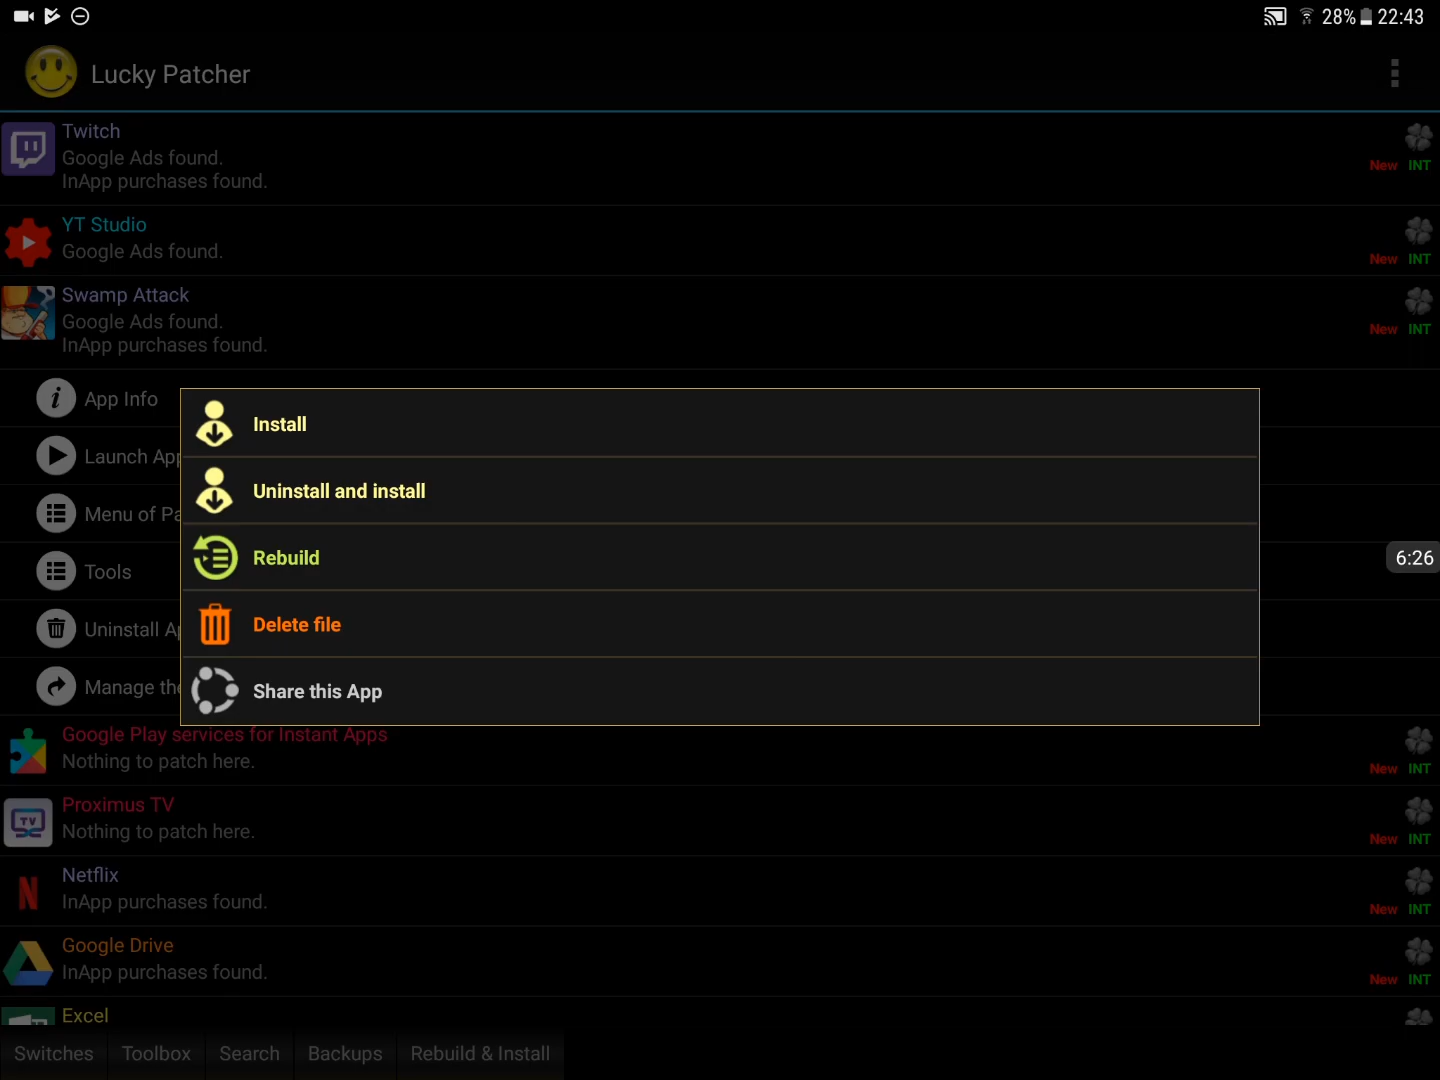 28% 22:43
Lucky Patcher
Twitch
Google Ads found.
InApp purchases found.
New INT
YT Studio
Google Ads found.
New INT
Swamp Attack
Google Ads found.
InApp purchases found.
New INT
App Info
Launch App
Menu of Pa
Tools
Uninstall Ap
Manage the
Install
Uninstall and install
Rebuild
Delete file
Share this App
6:26
Google Play services for Instant Apps
Nothing to patch here.
New INT
TV
Proximus TV
Nothing to patch here.
New INT
N
Netflix
InApp purchases found.
New INT
Google Drive
InApp purchases found.
New INT
Excel
Switches
Toolbox
Search
Backups
Rebuild & Install